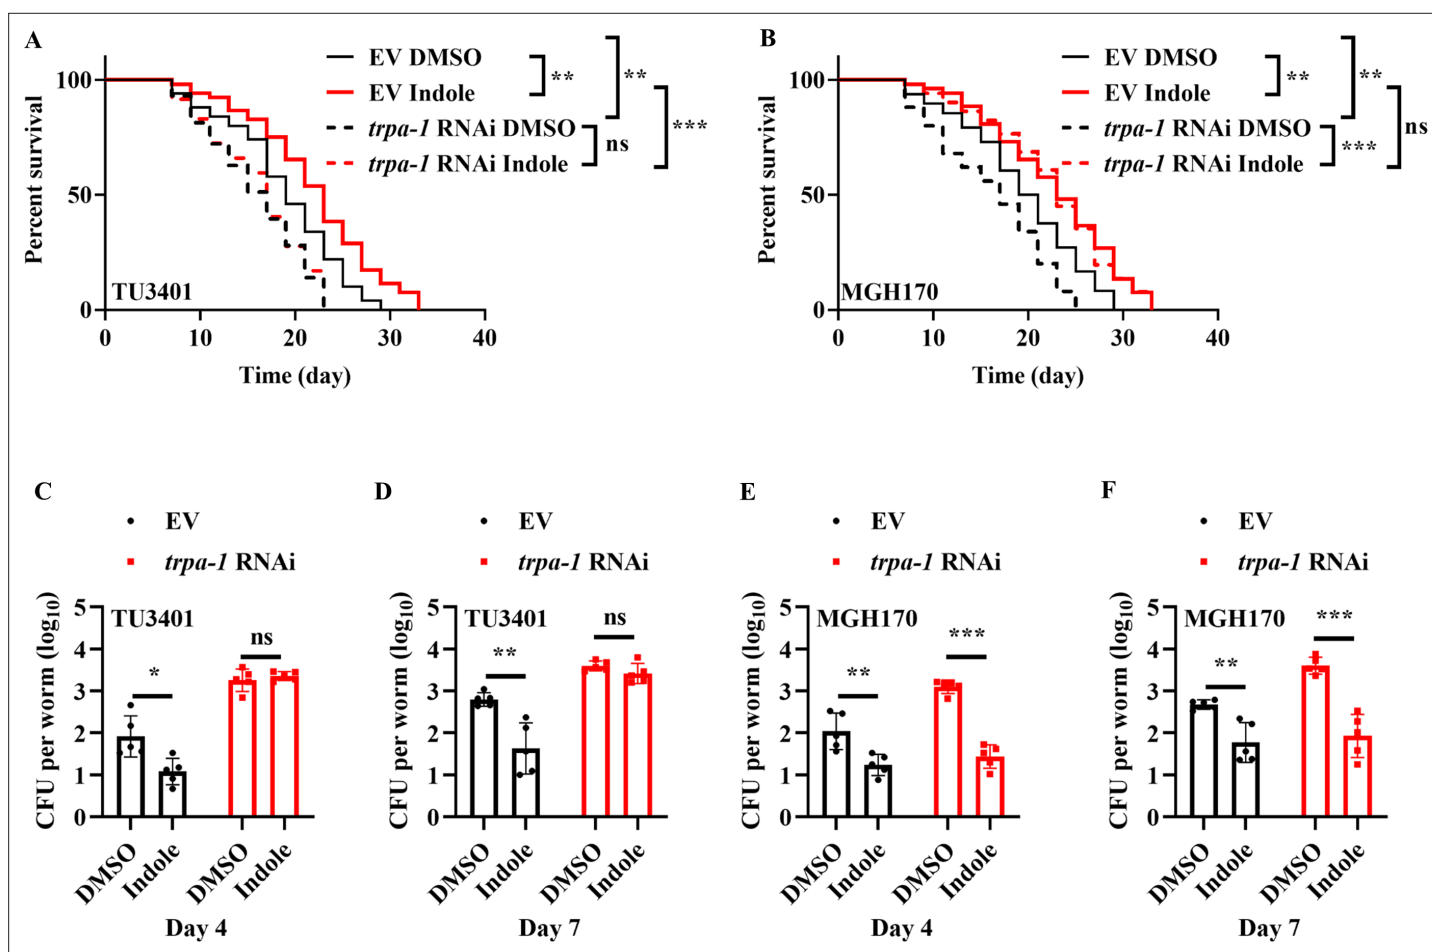 A
EV DMSO
EV Indole
trpa-1 RNAi DMSO
trpa-1 RNAi Indole
**
**
***
ns
Percent survival
100
50
0
TU3401
0 10 20 30 40
Time (day)
B
EV DMSO
EV Indole
trpa-1 RNAi DMSO
trpa-1 RNAi Indole
**
**
ns
***
Percent survival
100
50
0
MGH170
0 10 20 30 40
Time (day)
C
EV
trpa-1 RNAi
CFU per worm (log10)
5
4
3
2
1
0
TU3401
*
ns
DMSO Indole DMSO Indole
Day 4
D
EV
trpa-1 RNAi
CFU per worm (log10)
5
4
3
2
1
0
TU3401
**
ns
DMSO Indole DMSO Indole
Day 7
E
EV
trpa-1 RNAi
CFU per worm (log10)
5
4
3
2
1
0
MGH170
**
***
DMSO Indole DMSO Indole
Day 4
F
EV
trpa-1 RNAi
CFU per worm (log10)
5
4
3
2
1
0
MGH170
**
***
DMSO Indole DMSO Indole
Day 7